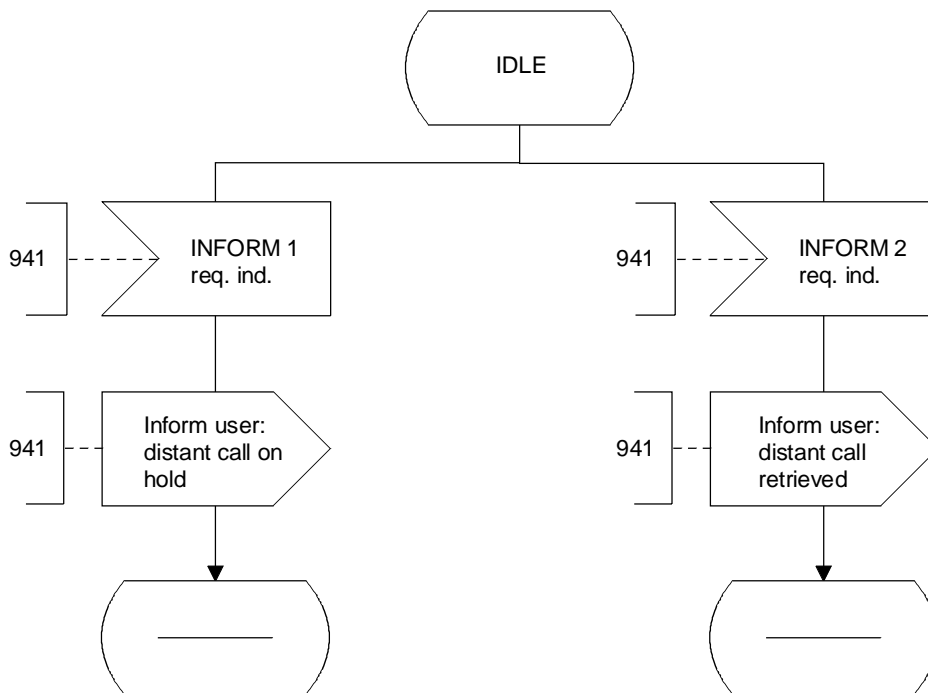 IDLE
941
INFORM 1
req. ind.
941
INFORM 2
req. ind.
941
Inform user:
distant call on
hold
941
Inform user:
distant call
retrieved